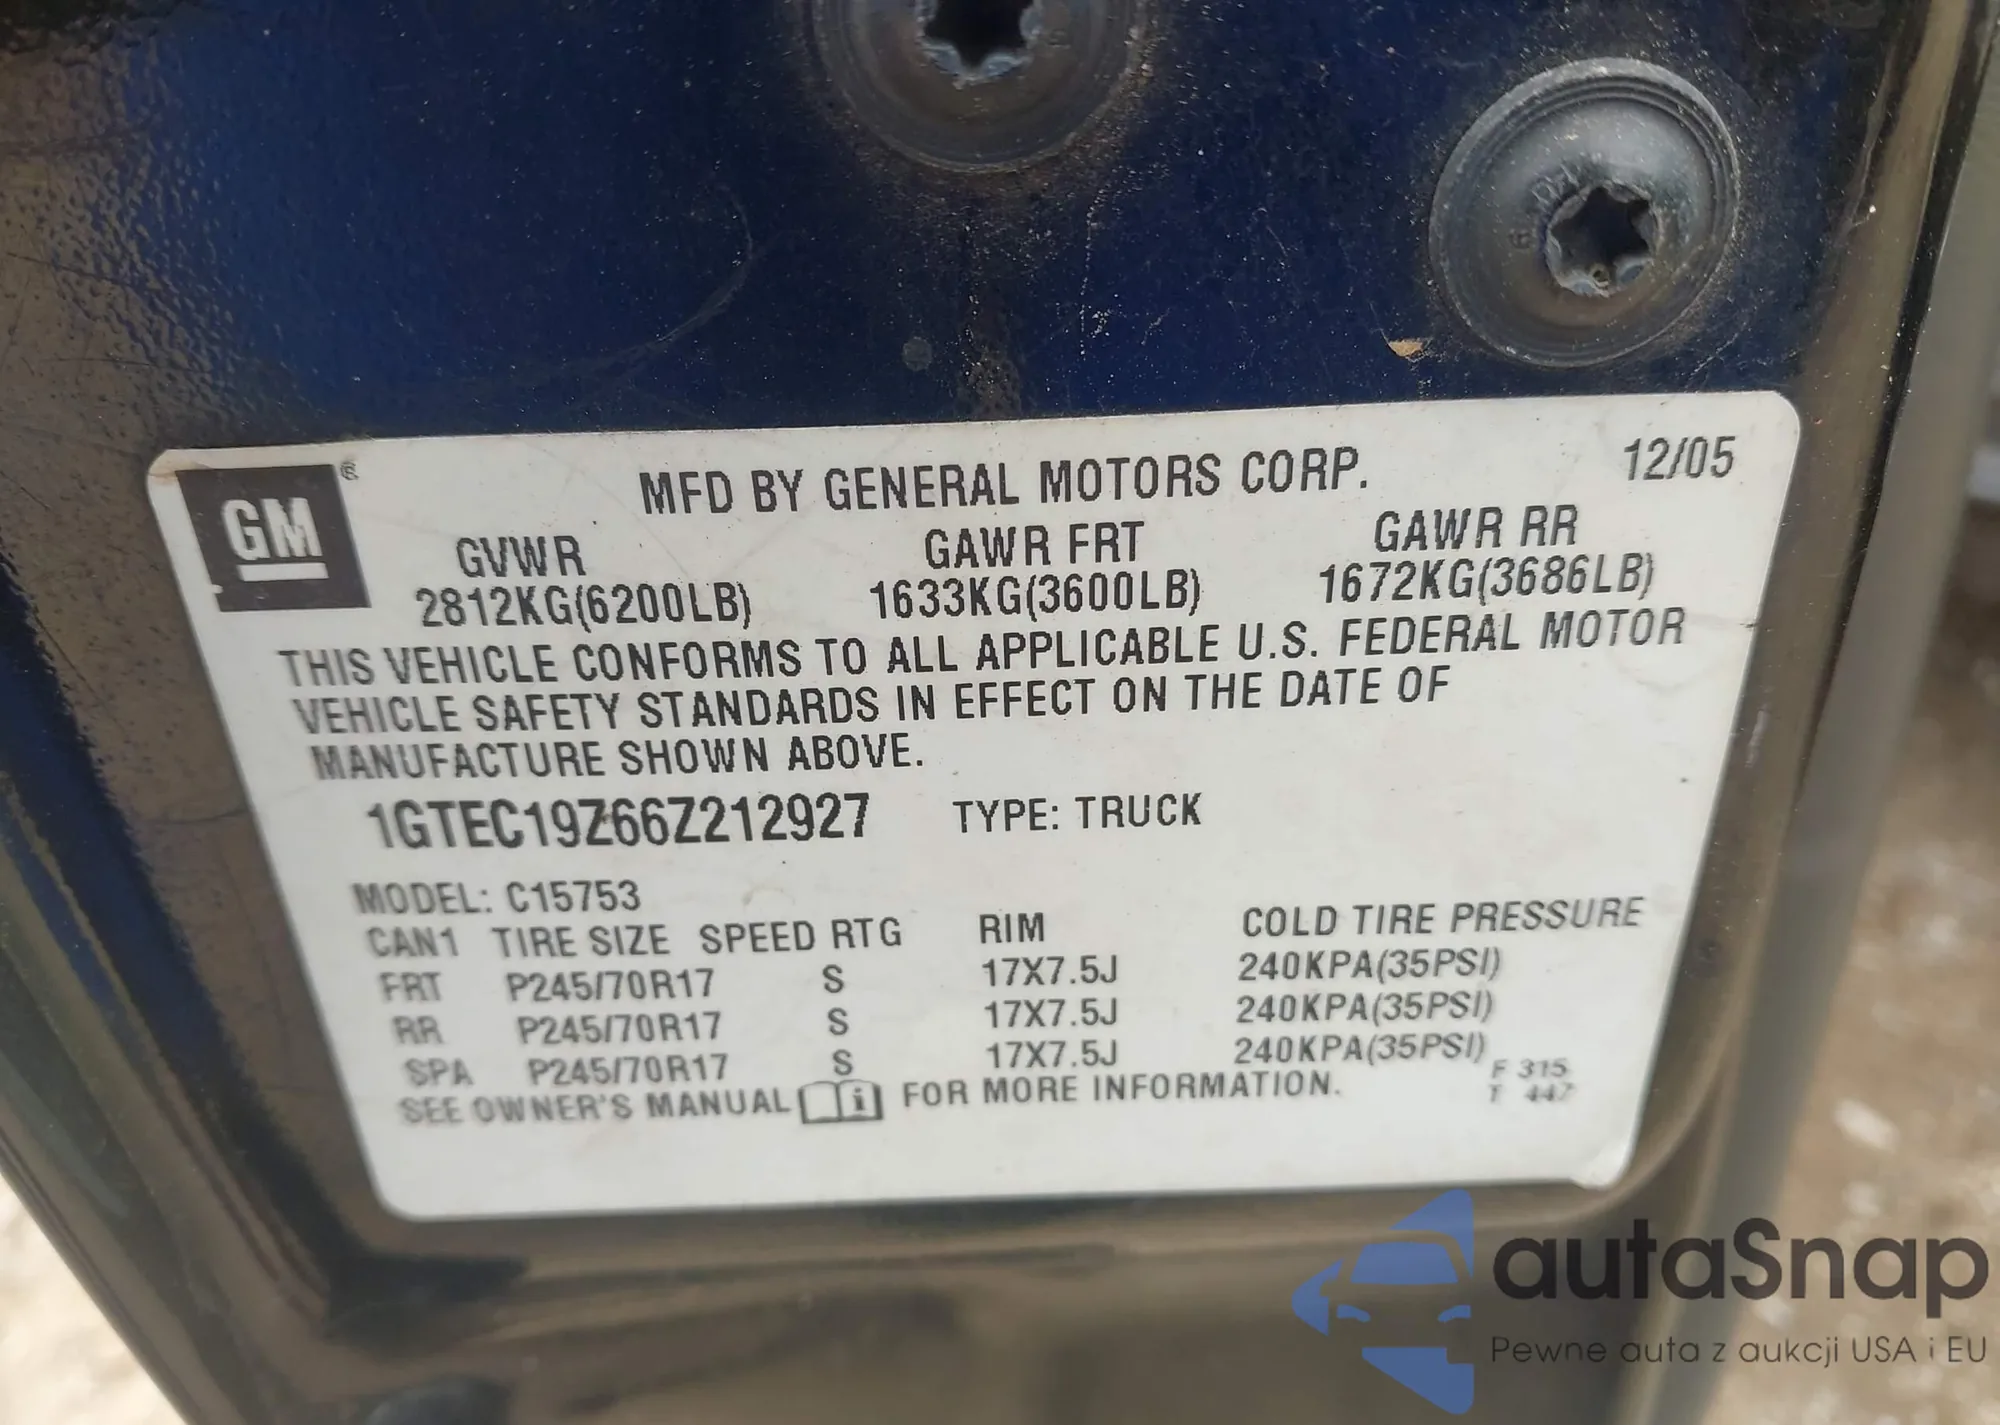 GM ®
MFD BY GENERAL MOTORS CORP. 12/05
GVWR GAWR FRT GAWR RR
2812KG(6200LB) 1633KG(3600LB) 1672KG(3686LB)
THIS VEHICLE CONFORMS TO ALL APPLICABLE U.S. FEDERAL MOTOR
VEHICLE SAFETY STANDARDS IN EFFECT ON THE DATE OF
MANUFACTURE SHOWN ABOVE.
1GTEC19Z66Z212927 TYPE: TRUCK
MODEL: C15753
CAN1 TIRE SIZE SPEED RTG RIM COLD TIRE PRESSURE
FRT P245/70R17 S 17X7.5J 240KPA(35PSI)
RR P245/70R17 S 17X7.5J 240KPA(35PSI)
SPA P245/70R17 S 17X7.5J 240KPA(35PSI)
SEE OWNER'S MANUAL i FOR MORE INFORMATION.
F 315
T 447
autaSnap
Pewne auta z aukcji USA i EU